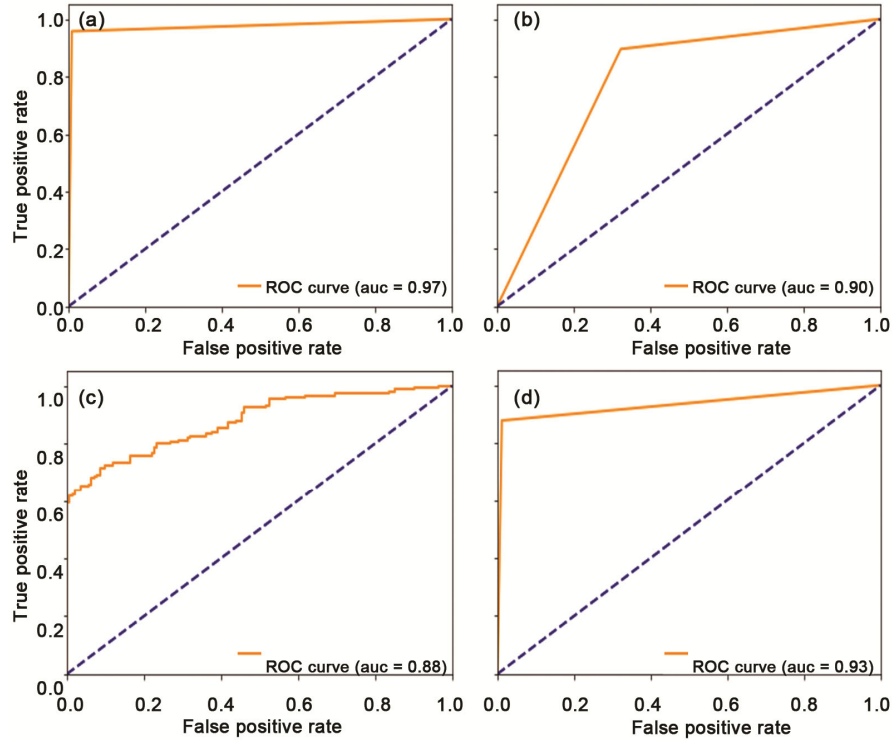 (a)
True positive rate
1.0
0.8
0.6
0.4
0.2
0.0
ROC curve (auc = 0.97)
0.0 0.2 0.4 0.6 0.8 1.0
False positive rate
(b)
ROC curve (auc = 0.90)
0.0 0.2 0.4 0.6 0.8 1.0
False positive rate
(c)
True positive rate
1.0
0.8
0.6
0.4
0.2
0.0
ROC curve (auc = 0.88)
0.0 0.2 0.4 0.6 0.8 1.0
False positive rate
(d)
ROC curve (auc = 0.93)
0.0 0.2 0.4 0.6 0.8 1.0
False positive rate